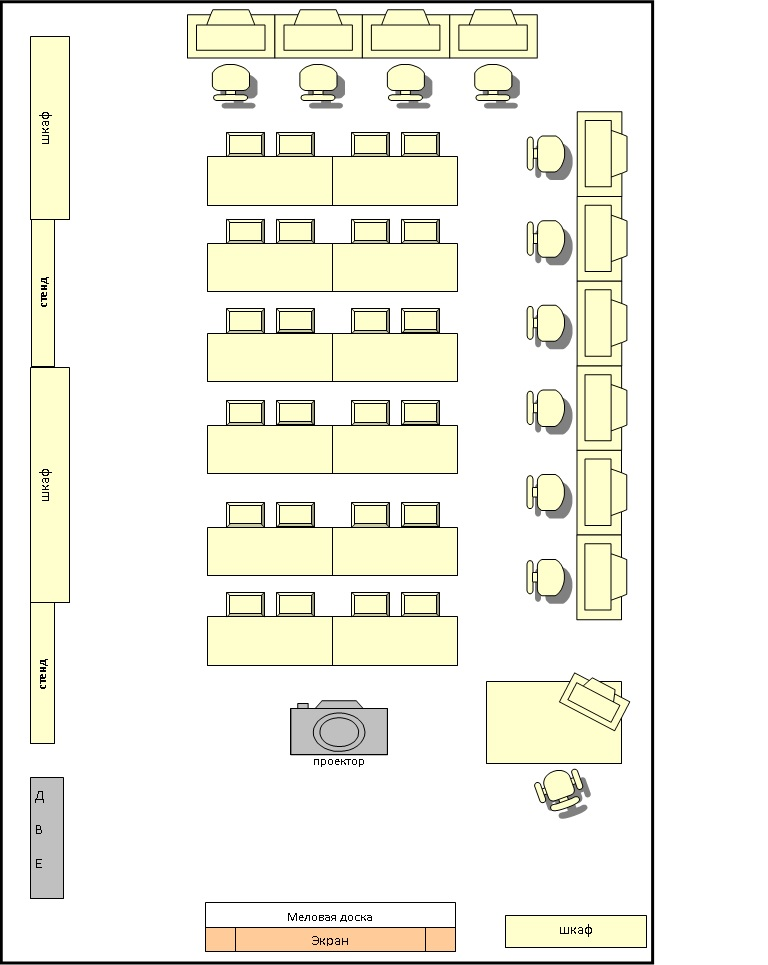 шкаф
стенд
шкаф
стенд
проектор
Д
В
Е
Меловая доска
Экран
шкаф